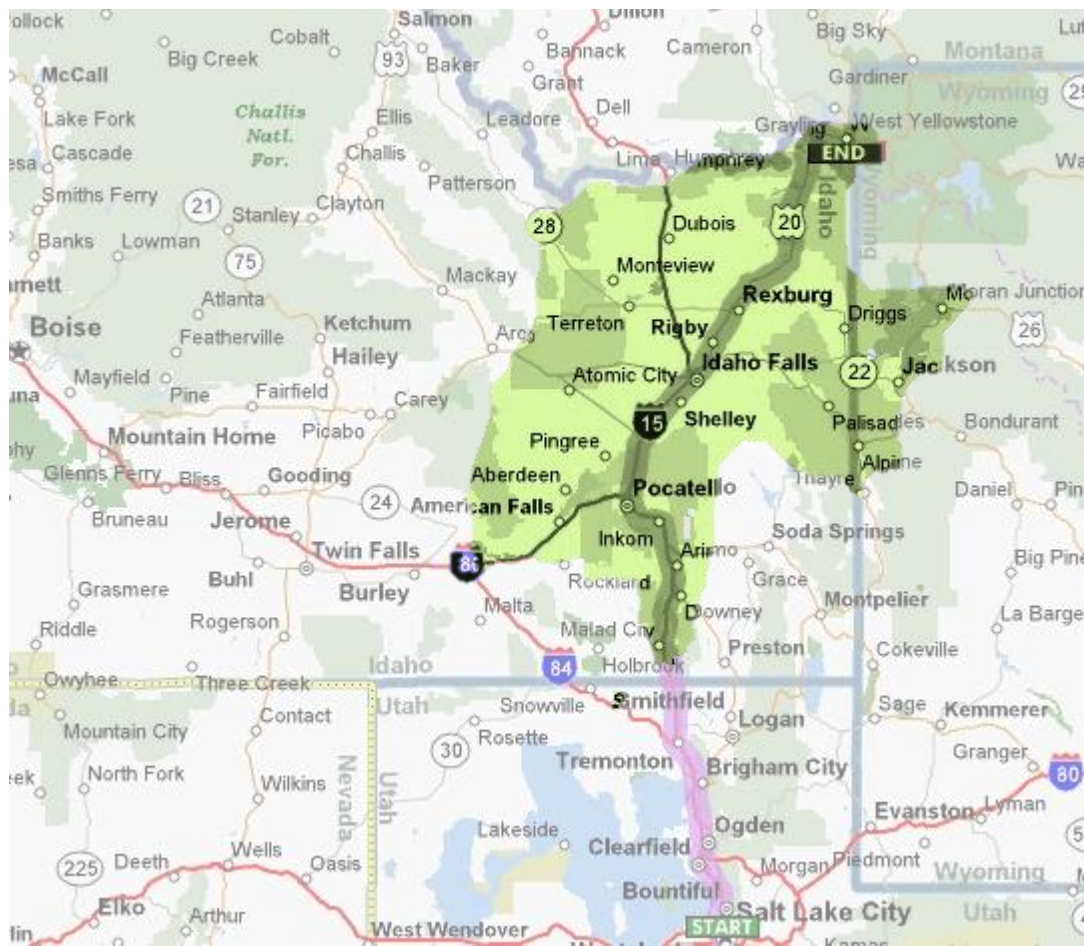 Salmon
Dillon
Big Sky
Cobalt
Cameron
Montana
Big Creek
93
Baker
Bannack
McCall
Grant
Gardiner
Wyoming
Challis
Natl.
For.
Dell
Lake Fork
Ellis
Leadore
Grayling
West Yellowstone
Cascade
Challis
Lima
END
Smiths Ferry
Patterson
21
Clayton
Idaho
Wyoming
Stanley
28
20
Banks
Lowman
Dubois
75
Mackay
Monteview
Atlanta
Rexburg
Moran Junction
Boise
Featherville
Ketchum
Terreton
Rigby
Driggs
26
Hailey
Idaho Falls
Mayfield
Pine
Fairfield
Carey
Atomic City
22
Jackson
Picabo
15
Shelley
Mountain Home
Pingree
Bondurant
Glenns Ferry
Bliss
Gooding
Aberdeen
Alpine
24
Pocatello
Thayne
Daniel
Bruneau
Jerome
American Falls
Soda Springs
Twin Falls
Inkom
Arimo
Big Pine
Buhl
Rockland
Grace
Grasmere
Burley
Malta
Downey
Montpelier
La Barge
Riddle
Rogerson
Malad City
Idaho
84
Holbrook
Preston
Cokeville
Owyhee
Three Creek
Utah
Snowville
Smithfield
Mountain City
Contact
30
Rosette
Logan
Sage
Kemmerer
North Fork
Nevada
Utah
Tremonton
Brigham City
Granger
Wilkins
80
Lakeside
Ogden
Evanston
Lyman
225
Deeth
Wells
Oasis
Clearfield
Morgan
Piedmont
Bountiful
Wyoming
Elko
Arthur
West Wendover
START
Salt Lake City
Utah
Kamas